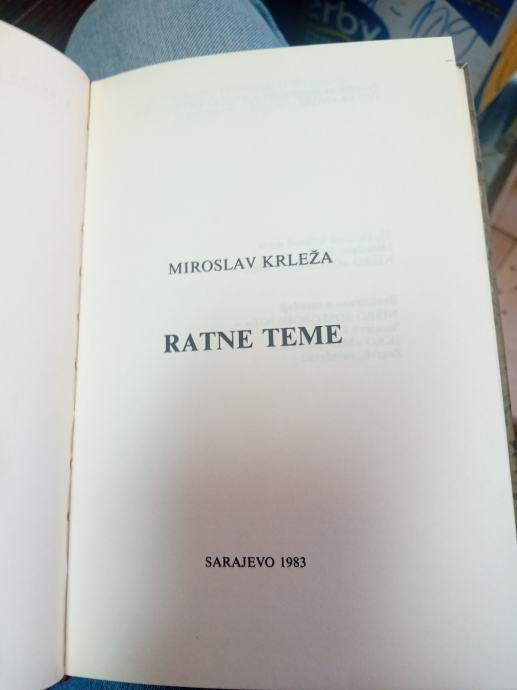 MIROSLAV KRLEŽA
RATNE TEME
SARAJEVO 1983